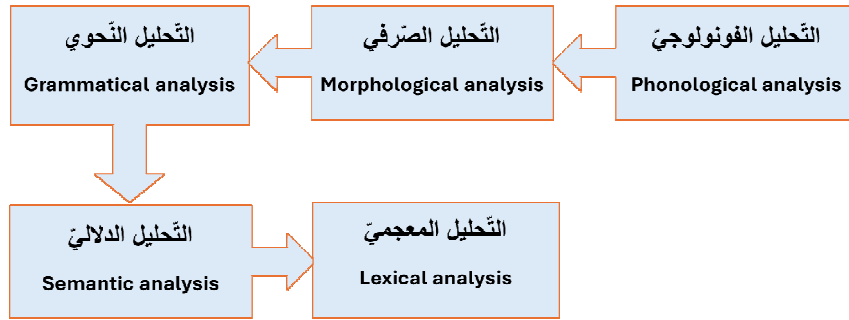 التّحليل الفونولوجيّ
Phonological analysis
التّحليل الصّرفي
Morphological analysis
التّحليل النّحوي
Grammatical analysis
التّحليل الدلاليّ
Semantic analysis
التّحليل المعجميّ
Lexical analysis